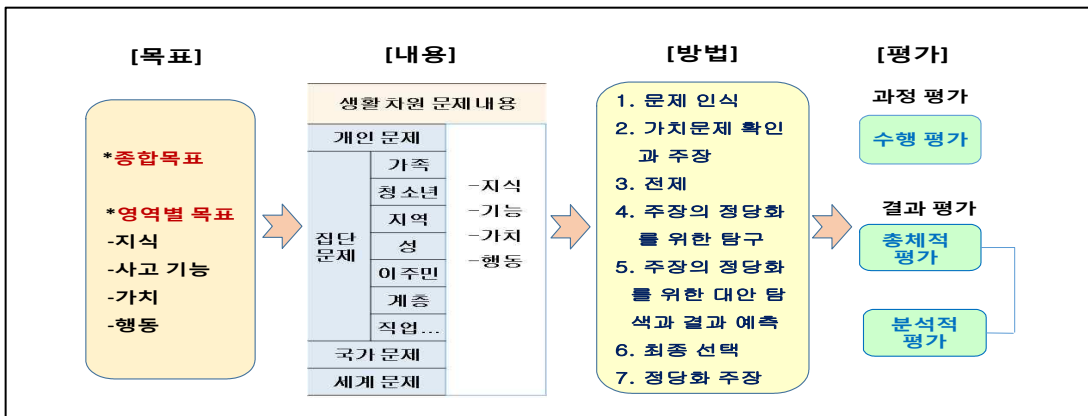 [목표]
*종합목표
*영역별 목표
-지식
-사고 기능
-가치
-행동
[내용]
생활 차원 문제 내용
개인 문제
집단
문제
가족
청소년
지역
성
이주민
계층
직업...
국가 문제
세계 문제
-지식
-기능
-가치
-행동
[방법]
1. 문제 인식
2. 가치문제 확인
과 주장
3. 전제
4. 주장의 정당화
를 위한 탐구
5. 주장의 정당화
를 위한 대안 탐
색과 결과 예측
6. 최종 선택
7. 정당화 주장
[평가]
과정 평가
수행 평가
결과 평가
총체적
평가
분석적
평가